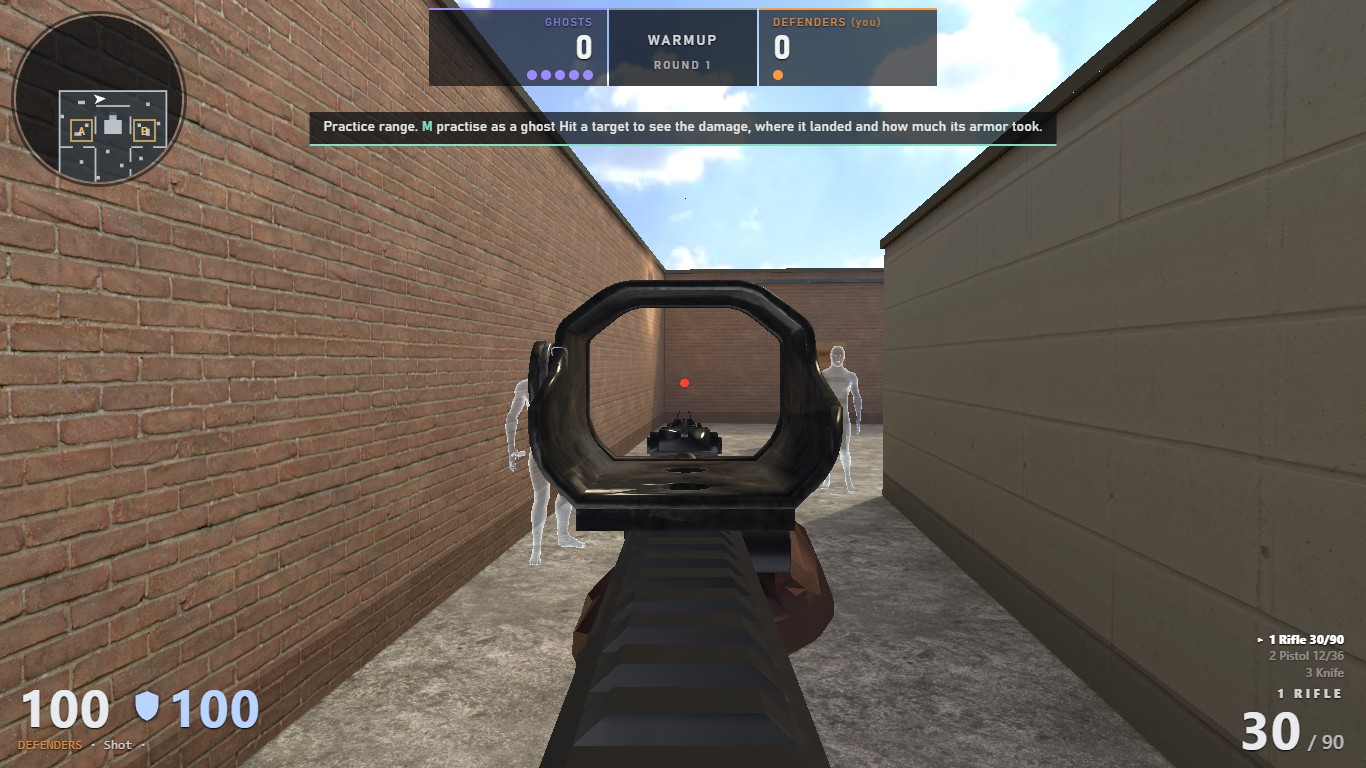 GHOSTS
0
WARMUP
ROUND 1
DEFENDERS (you)
0
Practice range. M practise as a ghost Hit a target to see the damage, where it landed and how much its armor took.
A
B
100 100
DEFENDERS · Shot ·
▸ 1 Rifle 30/90
2 Pistol 12/36
3 Knife
1 RIFLE
30 / 90